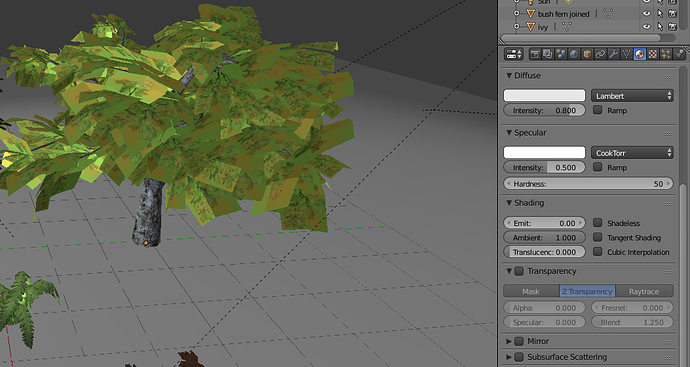 Sun
bush fern joined
ivy
Diffuse
Lambert
Intensity: 0.800 Ramp
Specular
CookTorr
Intensity: 0.500 Ramp
Hardness: 50
Shading
Emit: 0.00 Shadeless
Ambient: 1.000 Tangent Shading
Translucenc: 0.000 Cubic Interpolation
Transparency
Mask Z Transparency Raytrace
Alpha: 0.000 Fresnel: 0.000
Specular: 0.000 Blend: 1.250
Mirror
Subsurface Scattering